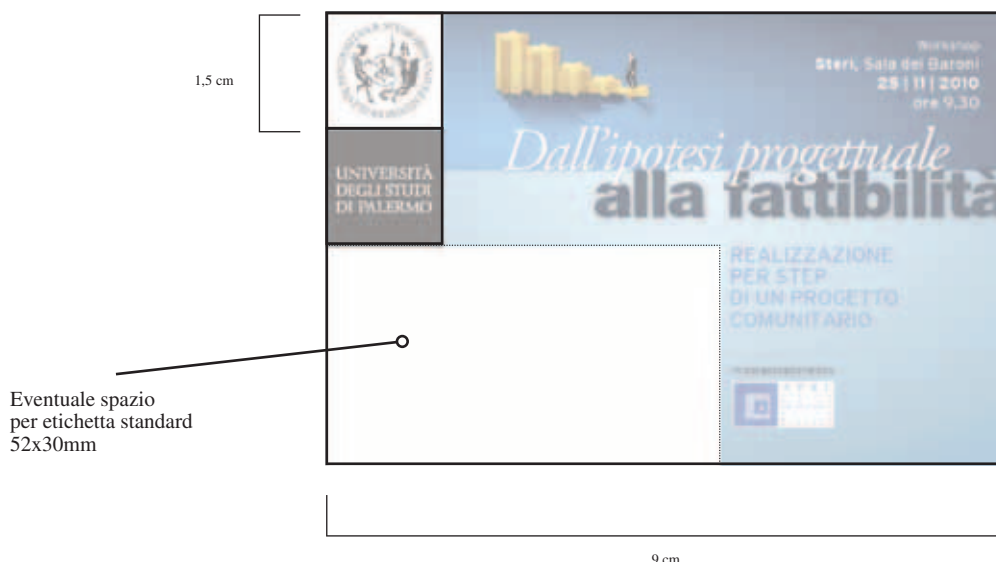 1,5 cm
Workshop
Steri, Sala dei Baroni
25 | 11 | 2010
ore 9.30
Dall'ipotesi progettuale
alla fattibilità
UNIVERSITÀ
DEGLI STUDI
DI PALERMO
REALIZZAZIONE
PER STEP
DI UN PROGETTO
COMUNITARIO
Eventuale spazio
per etichetta standard
52x30mm
9 cm